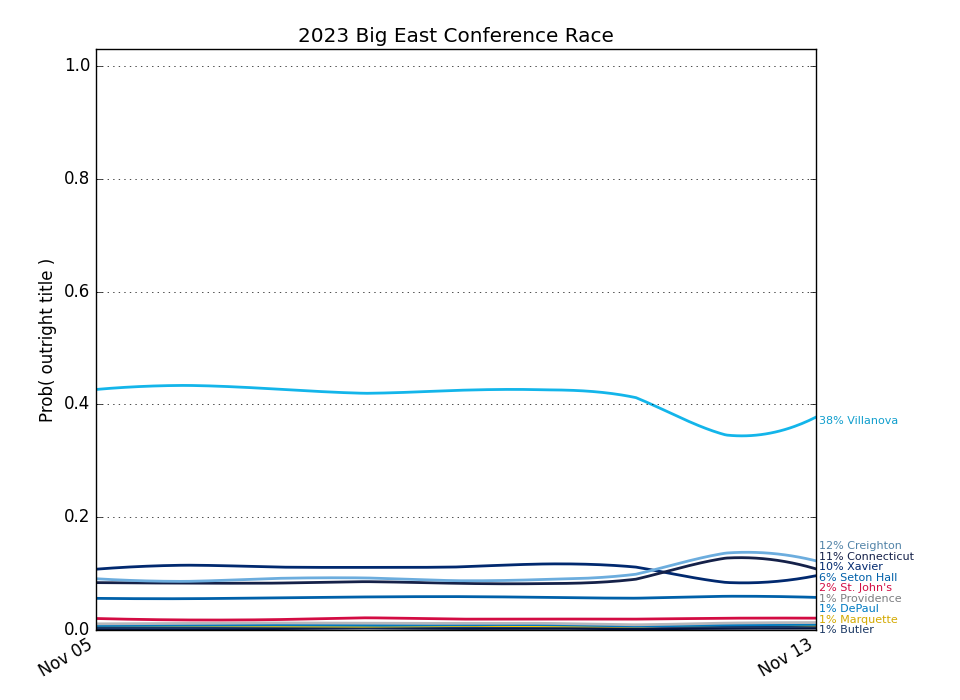 2023 Big East Conference Race
Prob( outright title )
1.0
0.8
0.6
0.4
0.2
0.0
Nov 05
Nov 13
38% Villanova
12% Creighton
11% Connecticut
10% Xavier
6% Seton Hall
2% St. John's
1% Providence
1% DePaul
1% Marquette
1% Butler